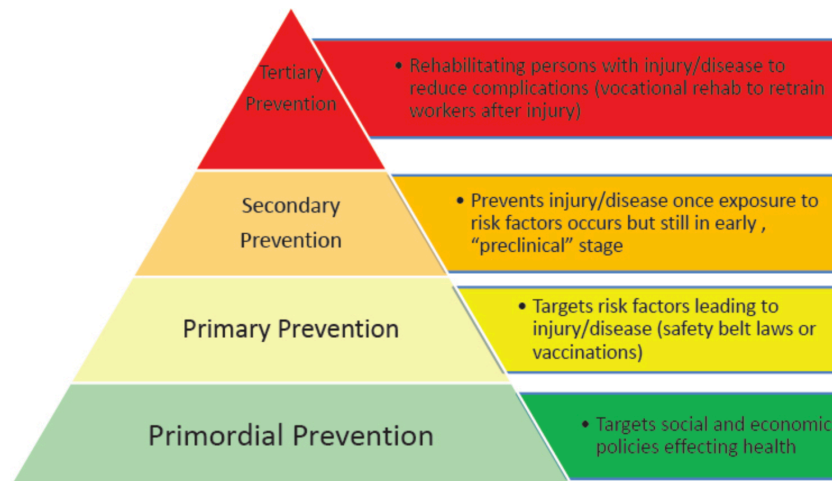 Tertiary
Prevention
• Rehabilitating persons with injury/disease to
reduce complications (vocational rehab to retrain
workers after injury)
Secondary
Prevention
• Prevents injury/disease once exposure to
risk factors occurs but still in early ,
“preclinical” stage
Primary Prevention
• Targets risk factors leading to
injury/disease (safety belt laws or
vaccinations)
Primordial Prevention
• Targets social and economic
policies effecting health